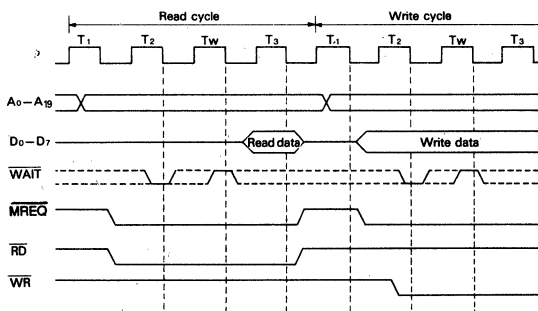 Read cycle Write cycle
T1 T2 TW T3 T1 T2 TW T3
A0–A19
D0–D7 Read data Write data
WAIT
MREQ
RD
WR